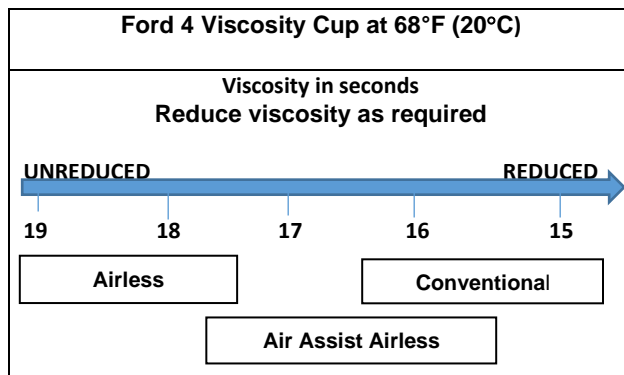 Ford 4 Viscosity Cup at 68°F (20°C)
Viscosity in seconds
Reduce viscosity as required
UNREDUCED REDUCED
19 18 17 16 15
Airless Conventional
Air Assist Airless